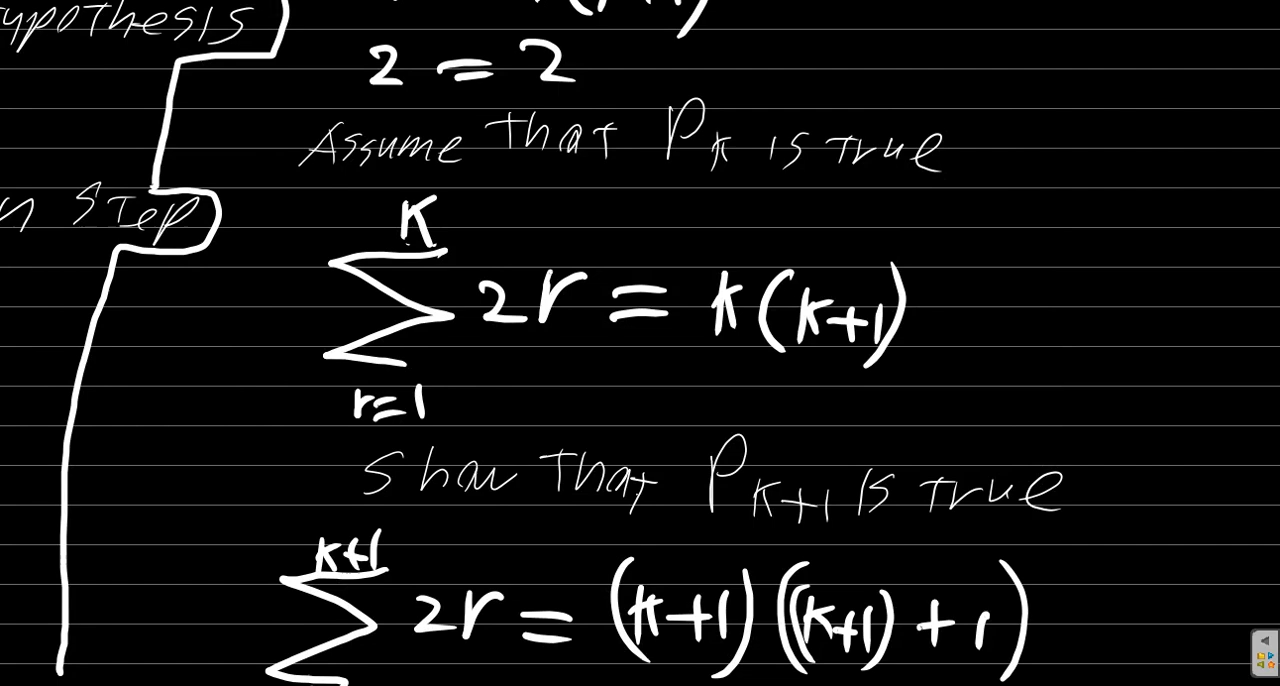 ypothesis
2 = 2
Assume that Pk is true
n step
K
∑ 2r = k(k+1)
r=1
Show that Pk+1 is true
k+1
∑ 2r = (k+1)((k+1)+1)